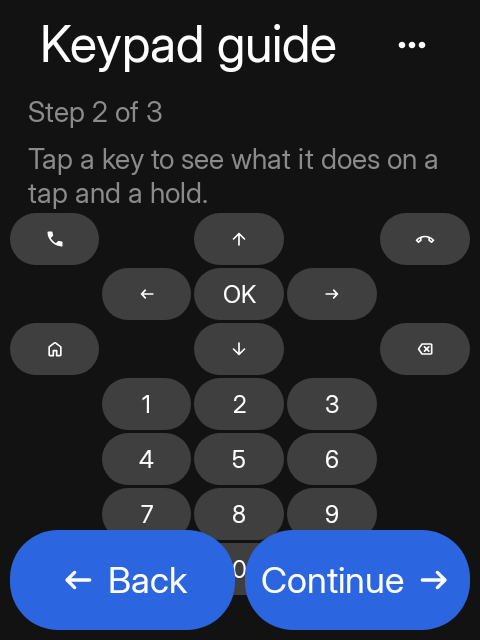 Keypad guide
Step 2 of 3
Tap a key to see what it does on a
tap and a hold.
OK
1 2 3
4 5 6
7 8 9
0
Back Continue